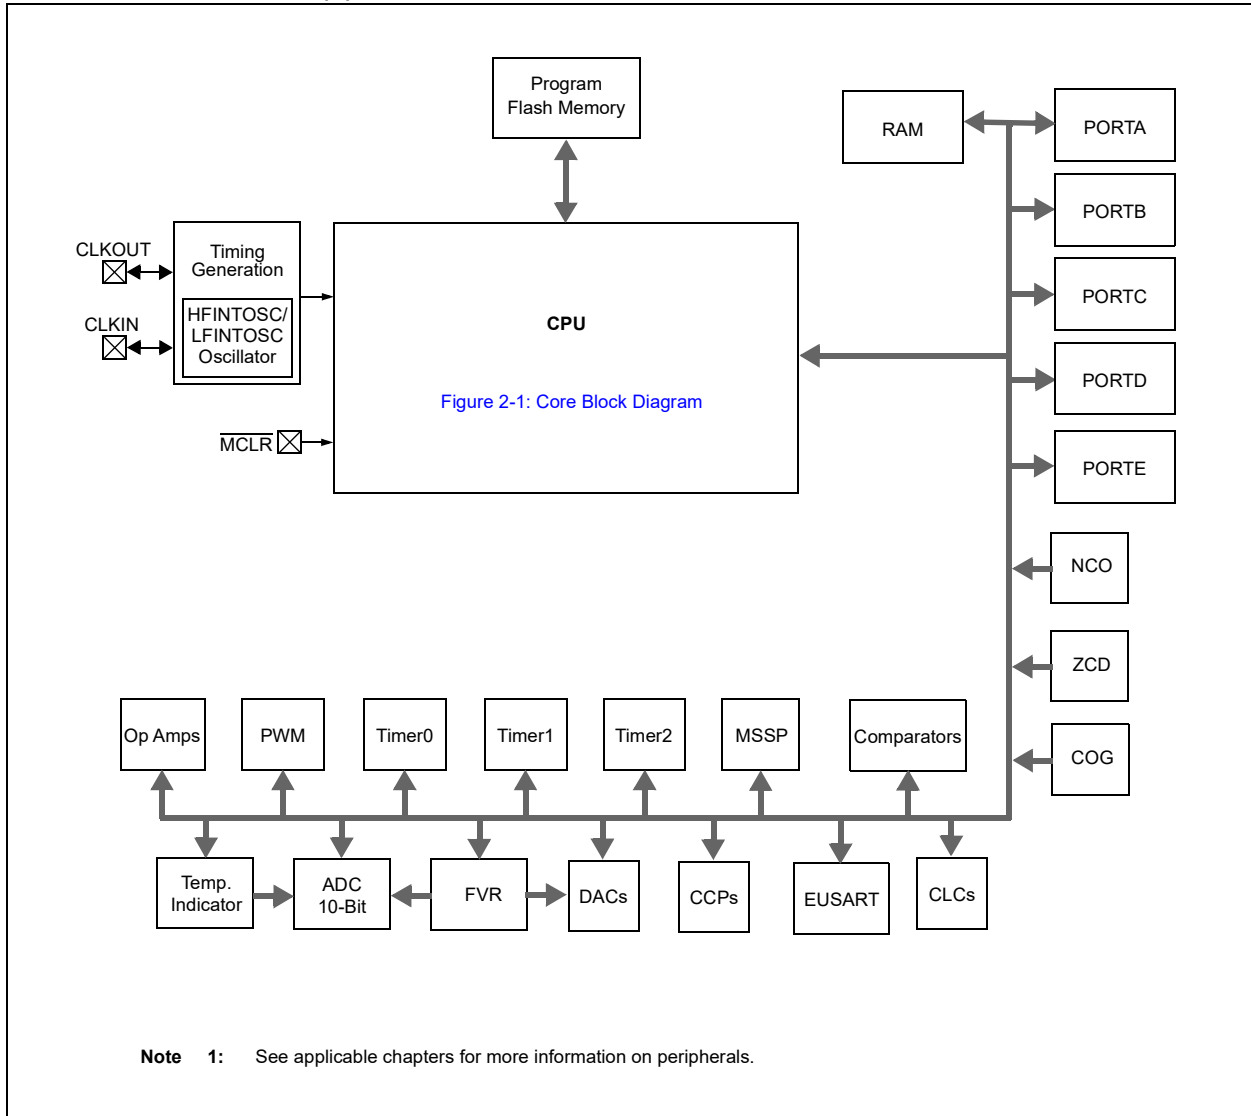 Program
Flash Memory
RAM
PORTA
PORTB
CLKOUT
Timing
Generation
HFINTOSC/
LFINTOSC
Oscillator
CLKIN
MCLR
CPU
Figure 2-1: Core Block Diagram
PORTC
PORTD
PORTE
NCO
ZCD
COG
Op Amps
PWM
Timer0
Timer1
Timer2
MSSP
Comparators
Temp.
Indicator
ADC
10-Bit
FVR
DACs
CCPs
EUSART
CLCs
Note 1: See applicable chapters for more information on peripherals.